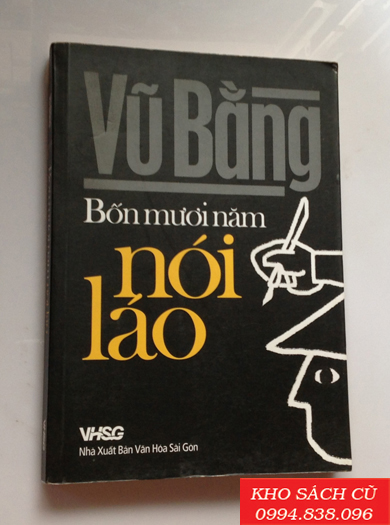 Vũ Bằng
Bốn mươi năm
nói
láo
VHSG
Nhà Xuất Bản Văn Hóa Sài Gòn
KHO SÁCH CŨ
0994.838.096